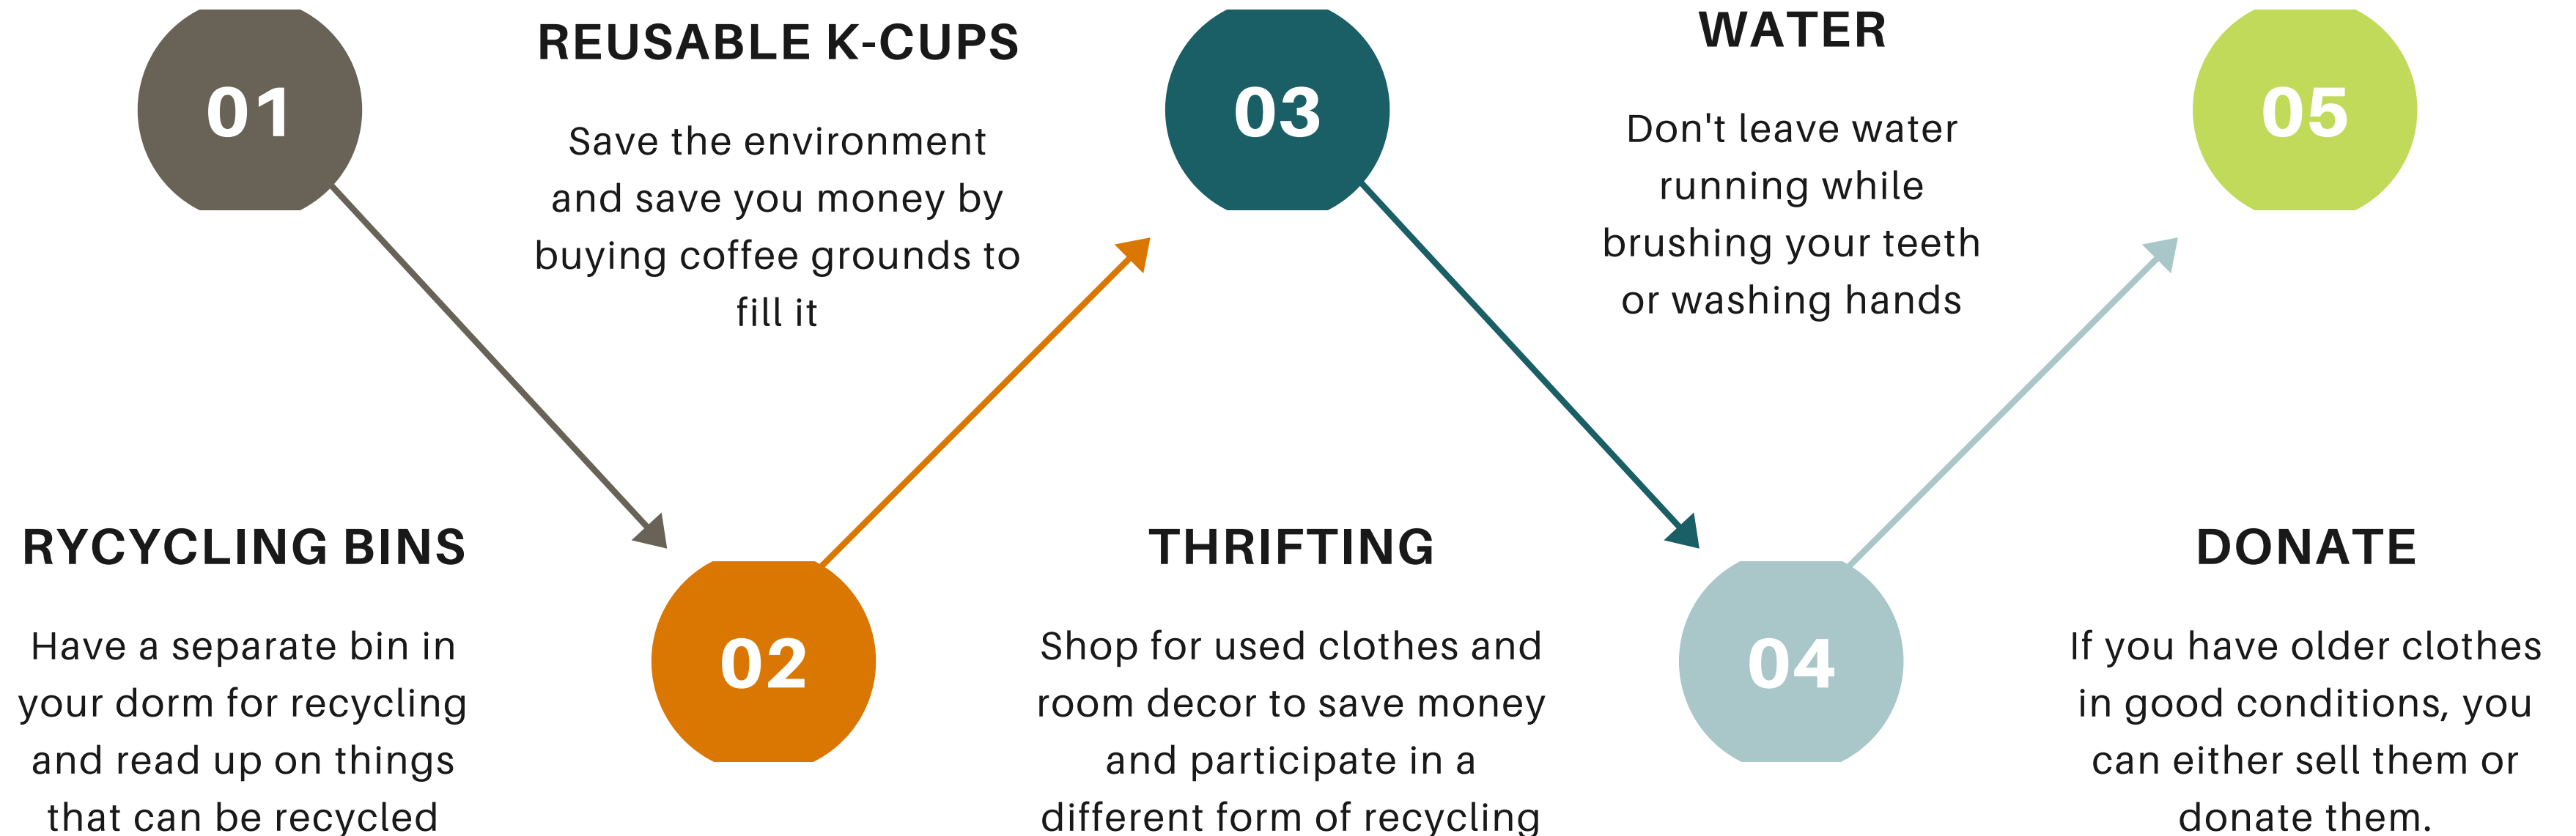 01
RYCYCLING BINS
Have a separate bin in
your dorm for recycling
and read up on things
that can be recycled
REUSABLE K-CUPS
Save the environment
and save you money by
buying coffee grounds to
fill it
02
03
THRIFTING
Shop for used clothes and
room decor to save money
and participate in a
different form of recycling
WATER
Don't leave water
running while
brushing your teeth
or washing hands
04
05
DONATE
If you have older clothes
in good conditions, you
can either sell them or
donate them.